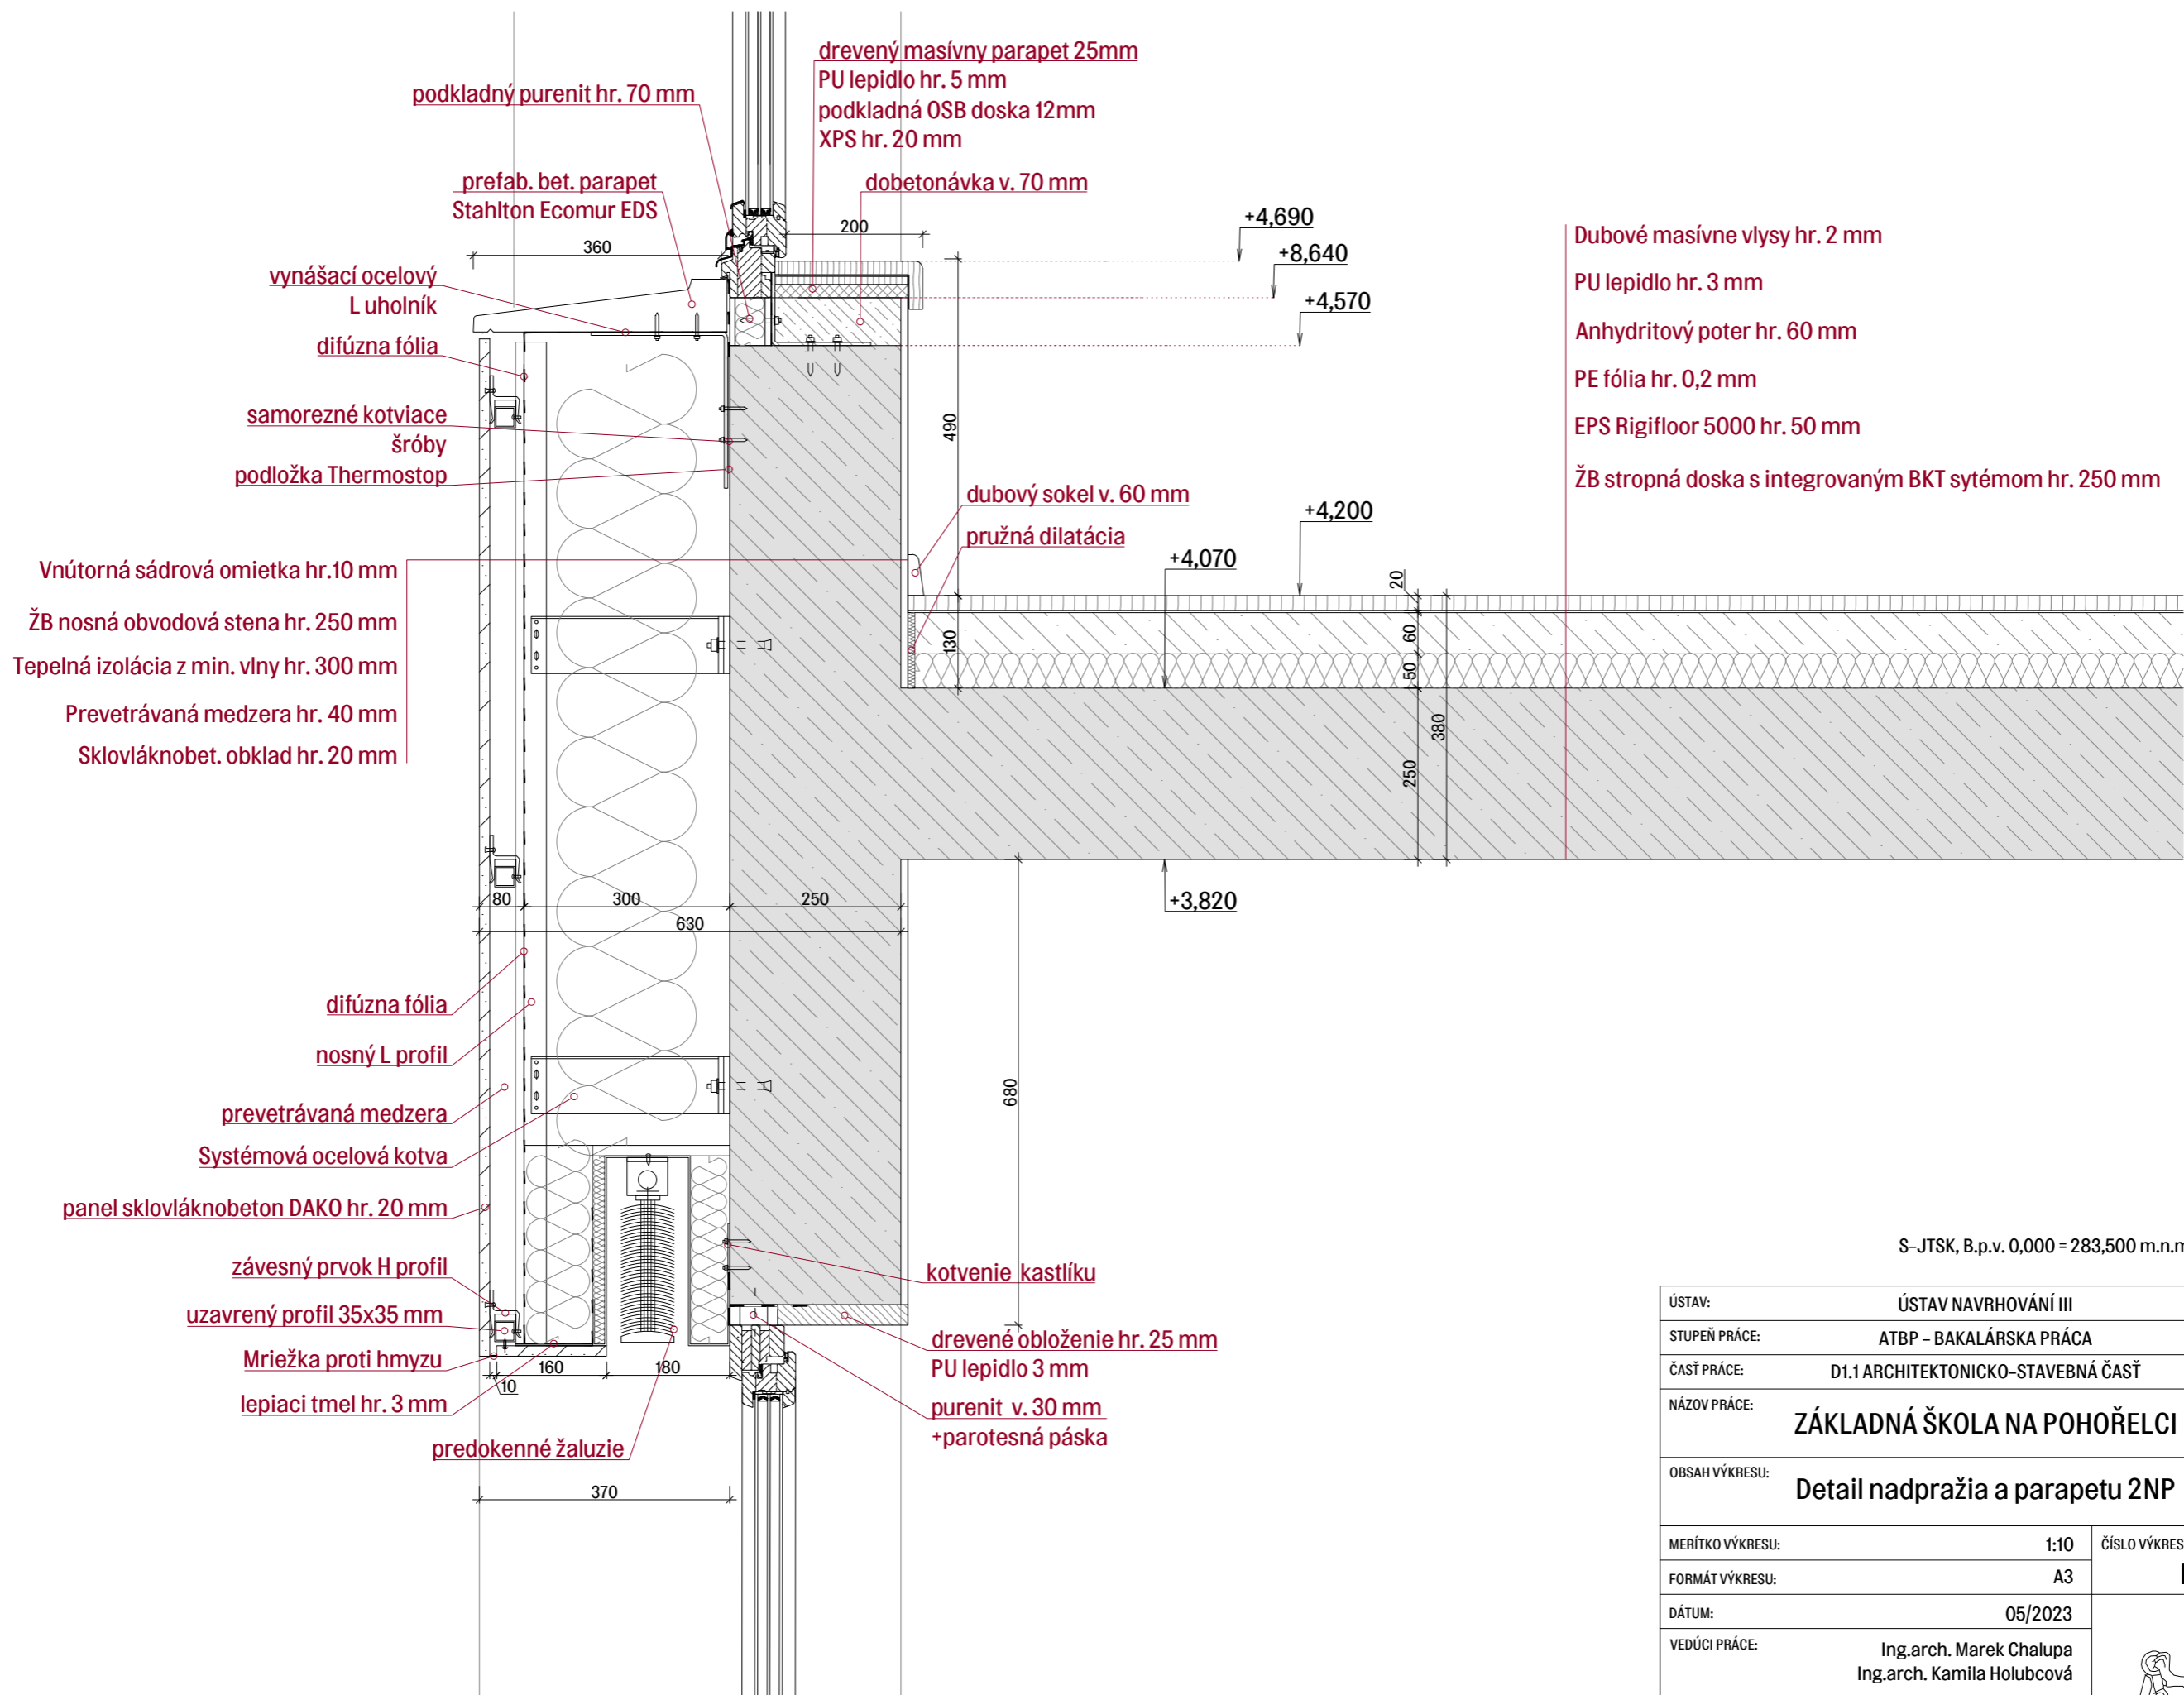 drevený masívny parapet 25mm
PU lepidlo hr. 5 mm
podkladná OSB doska 12mm
XPS hr. 20 mm
podkladný purenit hr. 70 mm
prefab. bet. parapet
Stahlton Ecomur EDS
dobetonávka v. 70 mm
200
360
+4,690
+8,640
+4,570
vynášací ocelový
L uholník
difúzna fólia
samorezné kotviace
šróby
podložka Thermostop
Dubové masívne vlysy hr. 2 mm
PU lepidlo hr. 3 mm
Anhydritový poter hr. 60 mm
PE fólia hr. 0,2 mm
EPS Rigifloor 5000 hr. 50 mm
ŽB stropná doska s integrovaným BKT sytémom hr. 250 mm
490
dubový sokel v. 60 mm
pružná dilatácia
+4,200
+4,070
Vnútorná sádrová omietka hr.10 mm
ŽB nosná obvodová stena hr. 250 mm
Tepelná izolácia z min. vlny hr. 300 mm
Prevetrávaná medzera hr. 40 mm
Sklovláknobet. obklad hr. 20 mm
130
20
60
50
250
380
80
300
250
630
+3,820
680
difúzna fólia
nosný L profil
prevetrávaná medzera
Systémová ocelová kotva
panel sklovláknobeton DAKO hr. 20 mm
závesný prvok H profil
uzavrený profil 35x35 mm
Mriežka proti hmyzu
lepiaci tmel hr. 3 mm
predokenné žaluzie
160
180
10
370
kotvenie kastlíku
drevené obloženie hr. 25 mm
PU lepidlo 3 mm
purenit v. 30 mm
+parotesná páska
S-JTSK, B.p.v. 0,000 = 283,500 m.n.m
ÚSTAV: ÚSTAV NAVRHOVÁNÍ III
STUPEŇ PRÁCE: ATBP - BAKALÁRSKA PRÁCA
ČASŤ PRÁCE: D1.1 ARCHITEKTONICKO-STAVEBNÁ ČASŤ
NÁZOV PRÁCE: ZÁKLADNÁ ŠKOLA NA POHOŘELCI
OBSAH VÝKRESU: Detail nadpražia a parapetu 2NP
MERÍTKO VÝKRESU: 1:10
ČÍSLO VÝKRES
FORMÁT VÝKRESU: A3
DÁTUM: 05/2023
VEDÚCI PRÁCE: Ing.arch. Marek Chalupa
Ing.arch. Kamila Holubcová